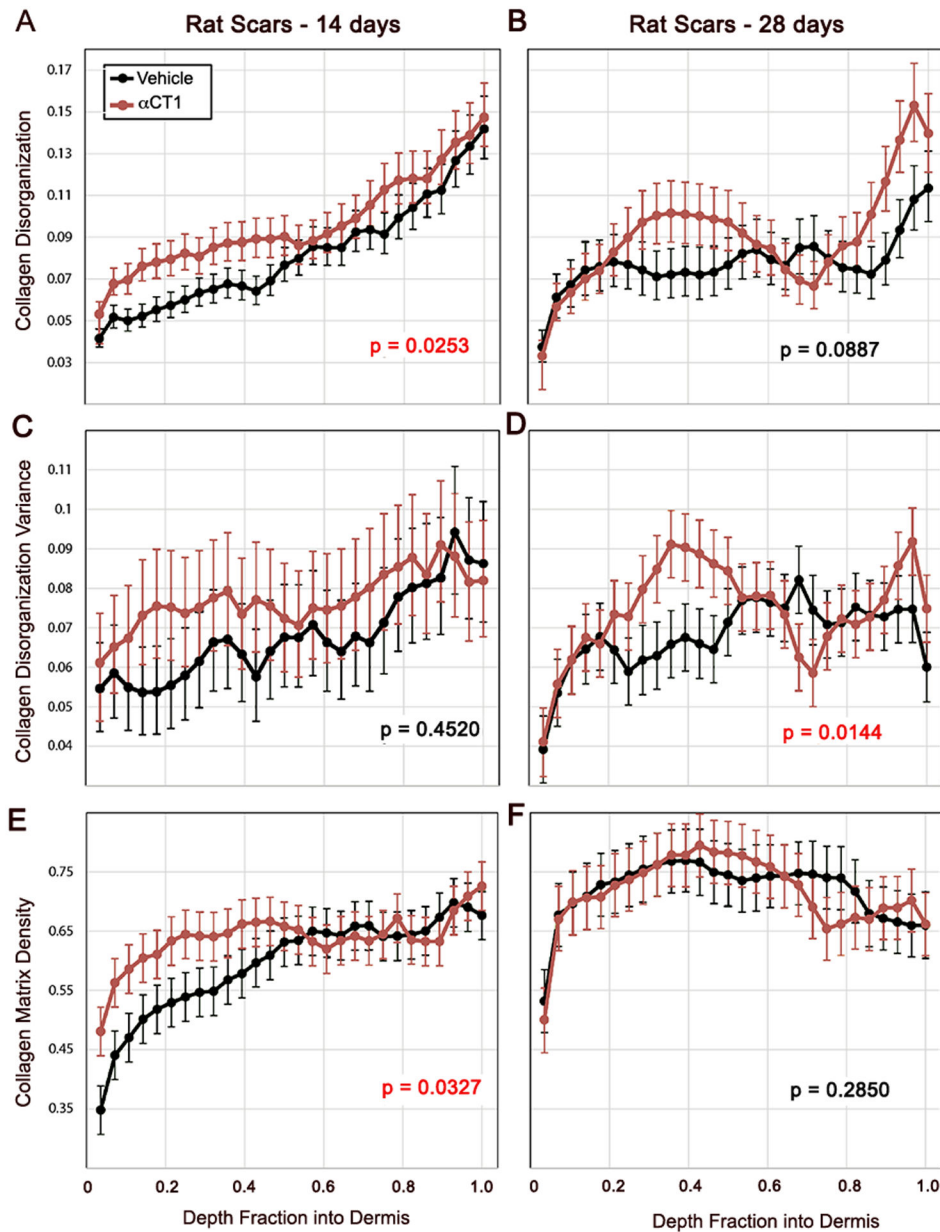 A
Rat Scars - 14 days
B
Rat Scars - 28 days
Collagen Disorganization
0.17
0.15
0.13
0.11
0.09
0.07
0.05
0.03
Vehicle
αCT1
p = 0.0253
p = 0.0887
C
D
Collagen Disorganization Variance
0.11
0.1
0.09
0.08
0.07
0.06
0.05
0.04
p = 0.4520
p = 0.0144
E
F
Collagen Matrix Density
0.75
0.65
0.55
0.45
0.35
p = 0.0327
p = 0.2850
0 0.2 0.4 0.6 0.8 1.0
0 0.2 0.4 0.6 0.8 1.0
Depth Fraction into Dermis
Depth Fraction into Dermis